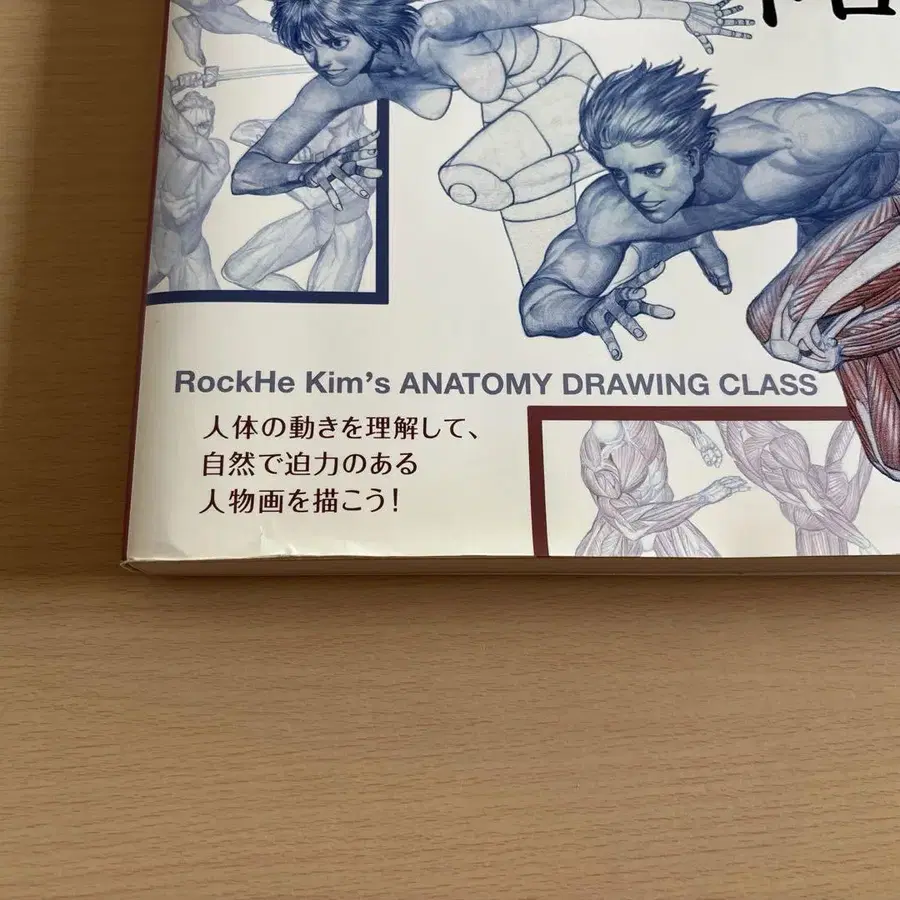 RockHe Kim's ANATOMY DRAWING CLASS
人体の動きを理解して、
自然で迫力のある
人物画を描こう!